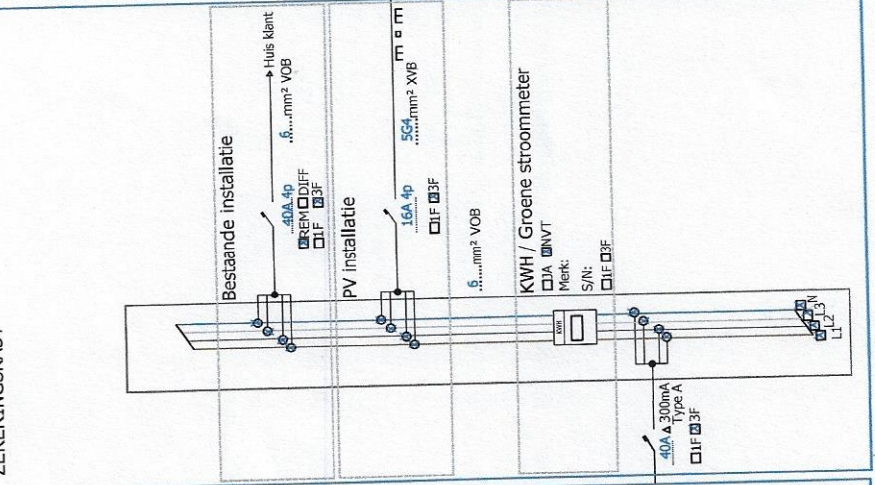 Bestaande installatie
Huis klant
40A 4p
6......mm² VOB
☒REM ☐DIFF
☐1F ☒3F
PV installatie
16A 4p
5G4
......mm² XVB
☐1F ☒3F
6......mm² VOB
KWH / Groene stroommeter
☐JA ☒NVT
Merk:
S/N:
☐1F ☐3F
KWH
40A Δ 300mA
Type A
☐1F ☒3F
L1
L2
L3
N